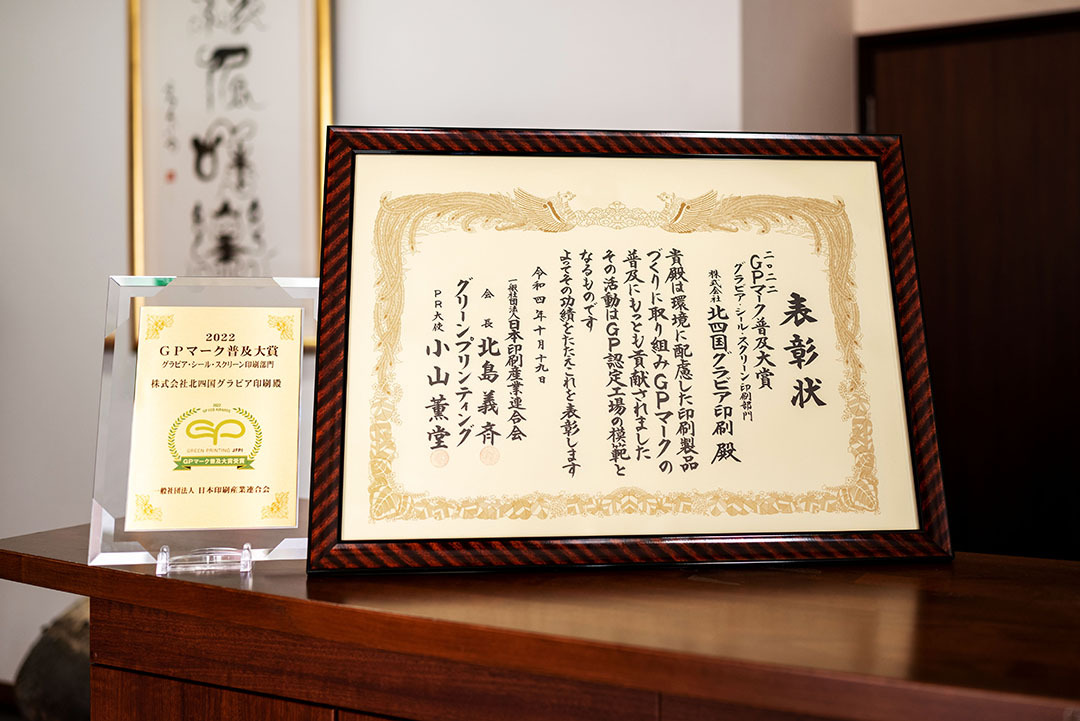 表彰状
二〇二二
GPマーク普及大賞
グラビア・シール・スクリーン印刷部門
株式会社 北四国グラビア印刷 殿
貴殿は環境に配慮した印刷製品
づくりに取り組みGPマークの
普及にもっとも貢献されました
その活動はGP認定工場の模範と
なるものです
よってその功績をたたえこれを表彰します
令和四年十月十九日
一般社団法人日本印刷産業連合会
会長 北島義斉
グリーンプリンティング
PR大使 小山薫堂
2022
GPマーク普及大賞
グラビア・シール・スクリーン印刷部門
株式会社北四国グラビア印刷 殿
2022
GP MARK AWARDS
GREEN PRINTING JFPI
GPマーク普及大賞受賞
一般社団法人 日本印刷産業連合会